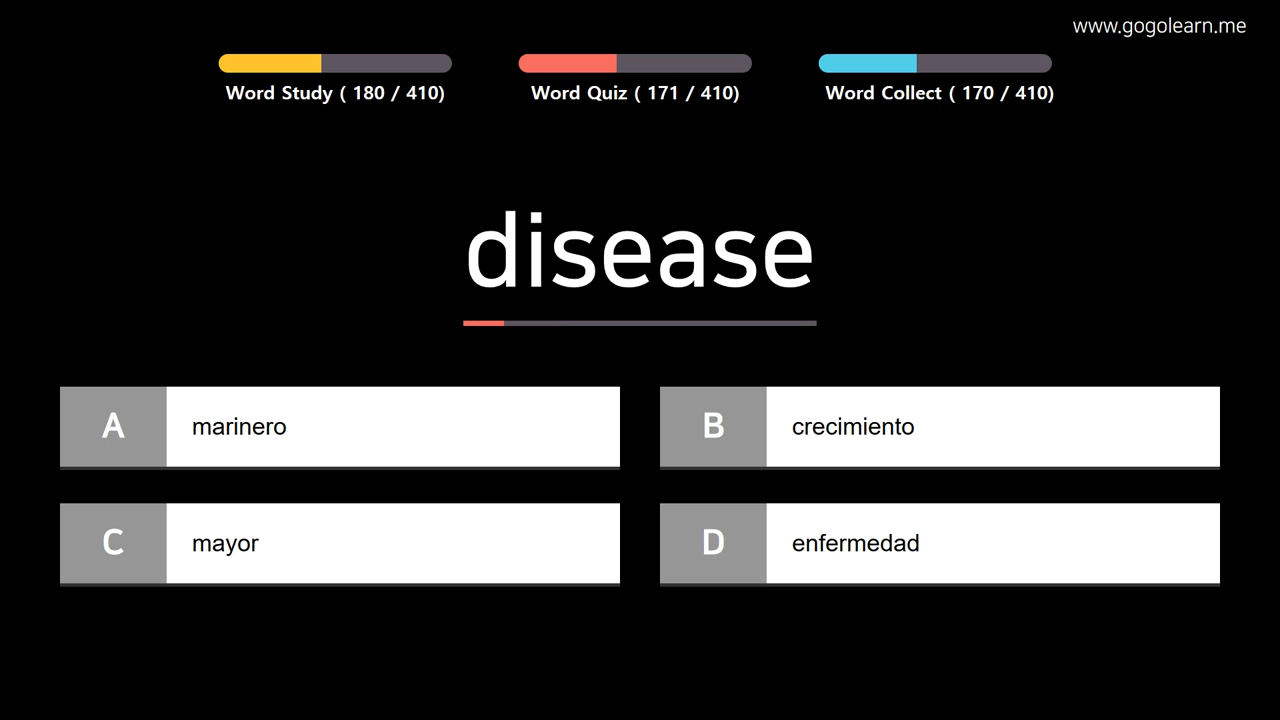 www.gogolearn.me
Word Study ( 180 / 410)
Word Quiz ( 171 / 410)
Word Collect ( 170 / 410)
disease
A marinero
B crecimiento
C mayor
D enfermedad